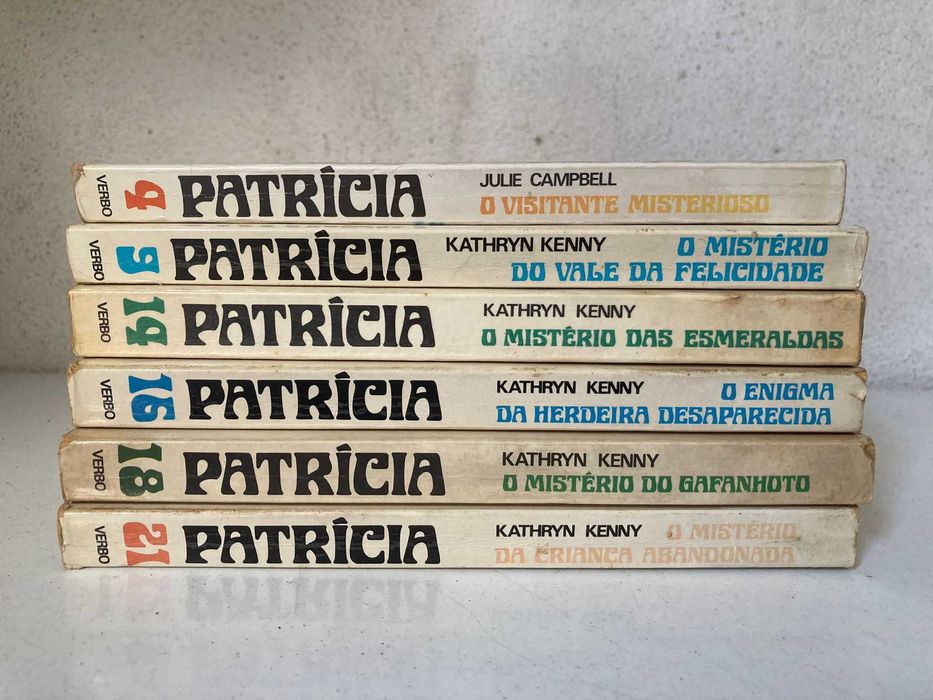 VERBO
4
PATRÍCIA
JULIE CAMPBELL
O VISITANTE MISTERIOSO
VERBO
9
PATRÍCIA
KATHRYN KENNY
O MISTÉRIO
DO VALE DA FELICIDADE
VERBO
14
PATRÍCIA
KATHRYN KENNY
O MISTÉRIO DAS ESMERALDAS
VERBO
16
PATRÍCIA
KATHRYN KENNY
O ENIGMA
DA HERDEIRA DESAPARECIDA
VERBO
18
PATRÍCIA
KATHRYN KENNY
O MISTÉRIO DO GAFANHOTO
VERBO
21
PATRÍCIA
KATHRYN KENNY
O MISTÉRIO
DA CRIANÇA ABANDONADA